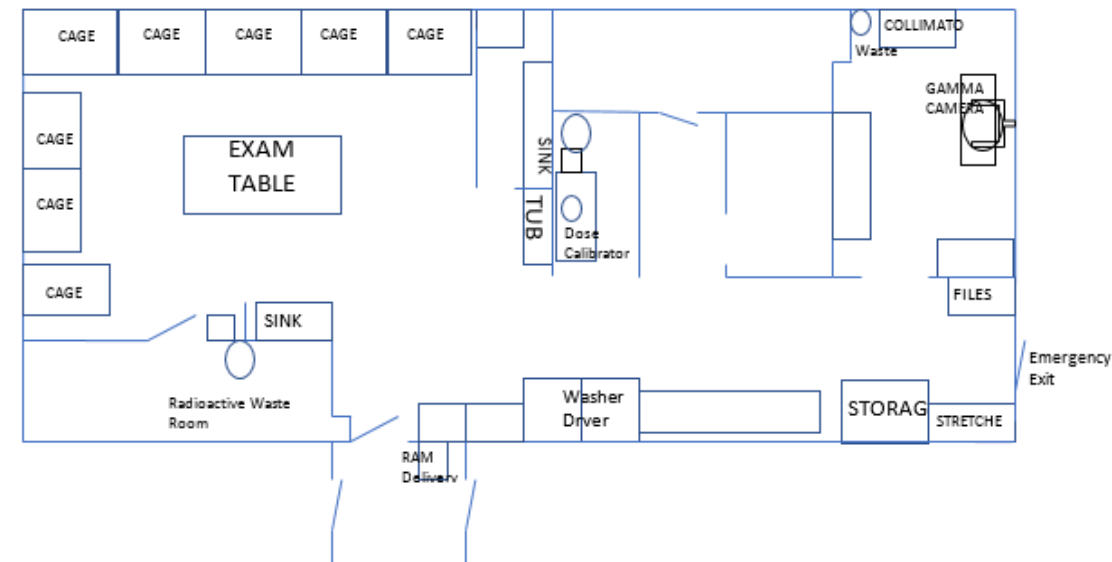 CAGE
CAGE
CAGE
CAGE
CAGE
COLLIMATO
Waste
GAMMA
CAMERA
CAGE
EXAM
TABLE
SINK
CAGE
TUB
Dose
Calibrator
CAGE
SINK
FILES
Emergency
Exit
Radioactive Waste
Room
Washer
Dryer
STORAG
STRETCHE
RAM
Delivery